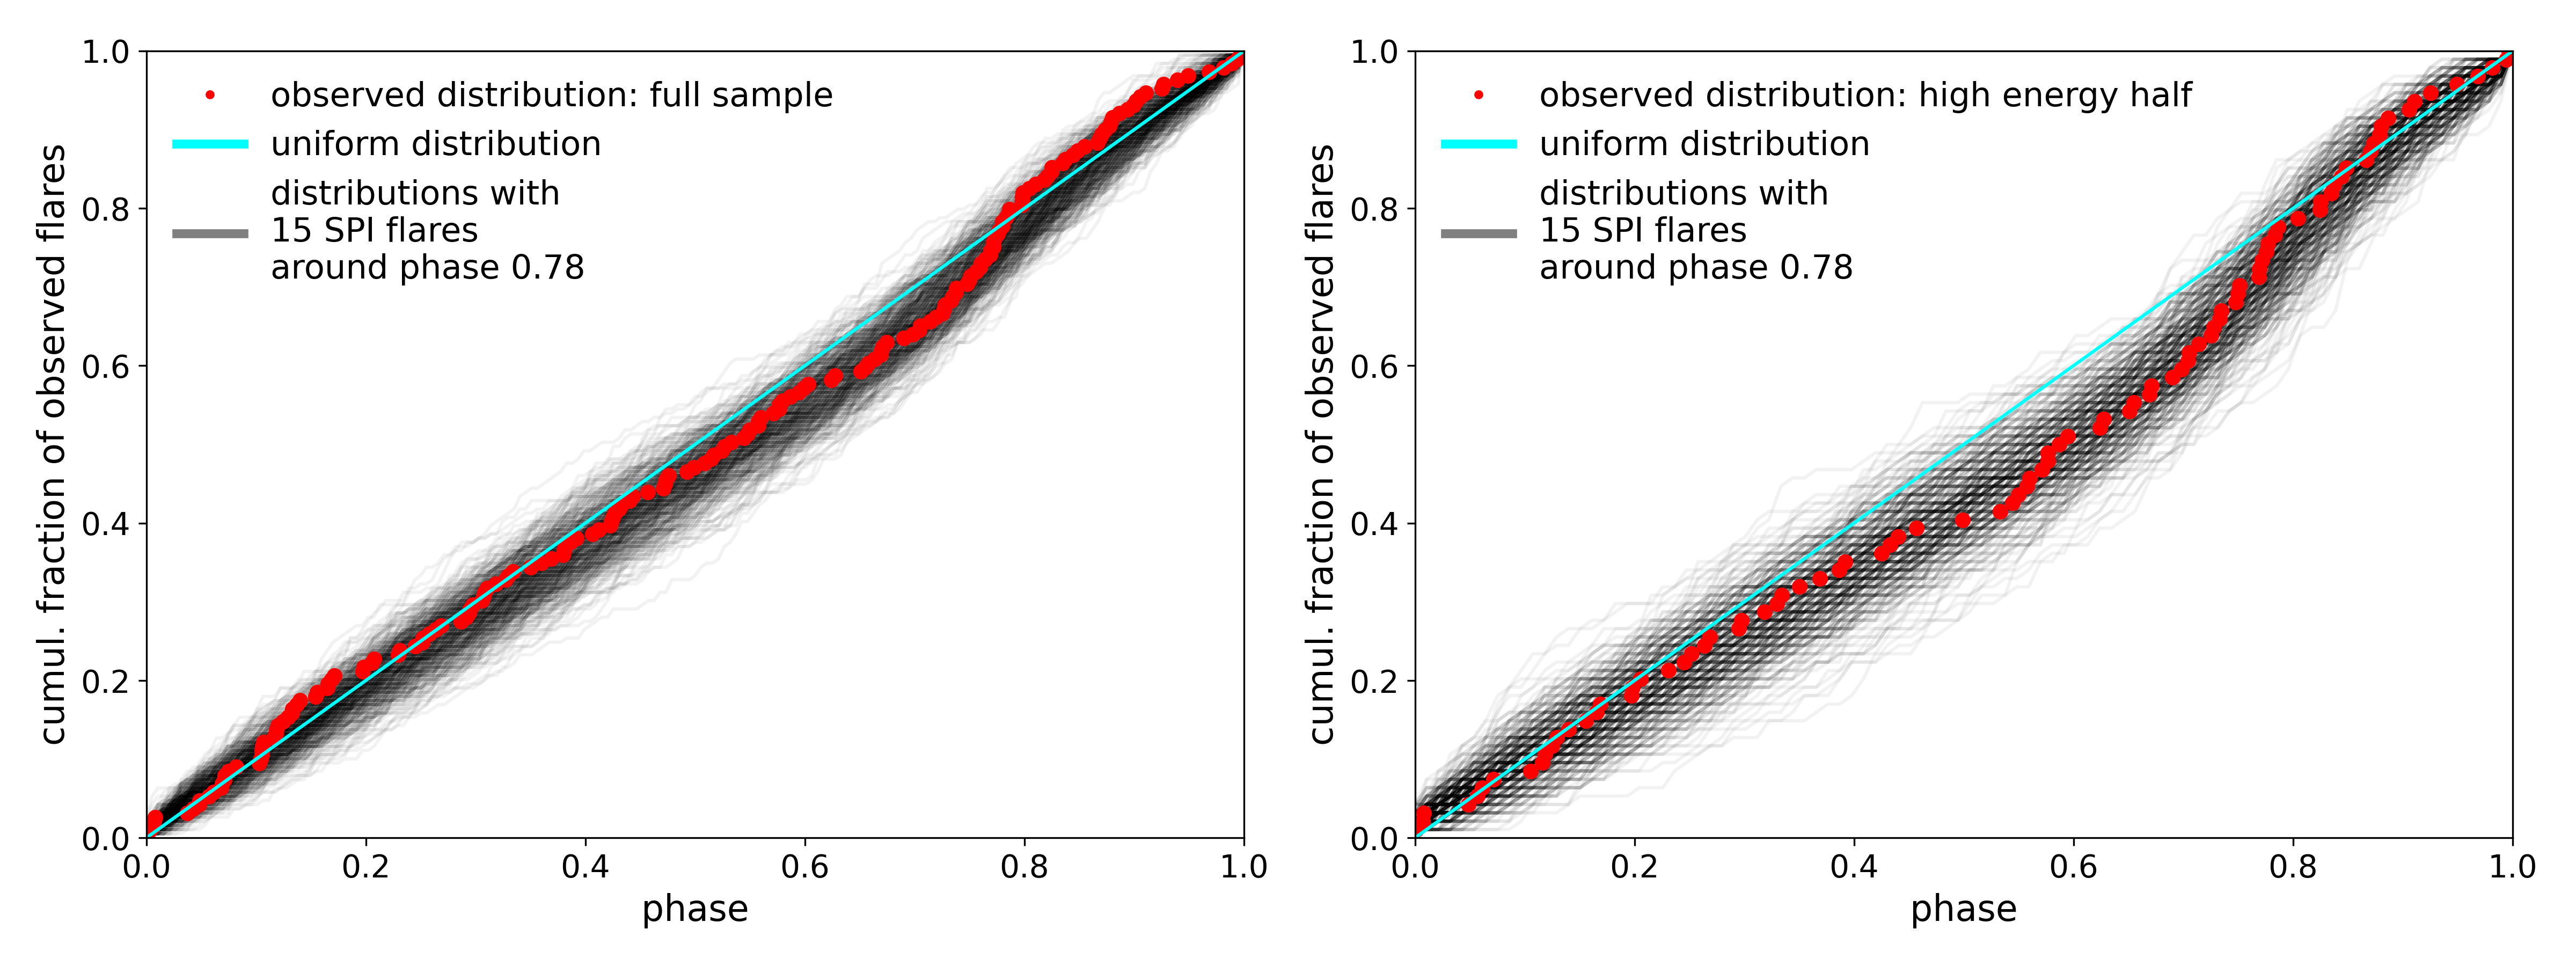 cumul. fraction of observed flares
1.0
0.8
0.6
0.4
0.2
0.0
observed distribution: full sample
uniform distribution
distributions with
15 SPI flares
around phase 0.78
0.0 0.2 0.4 0.6 0.8 1.0
phase
cumul. fraction of observed flares
1.0
0.8
0.6
0.4
0.2
0.0
observed distribution: high energy half
uniform distribution
distributions with
15 SPI flares
around phase 0.78
0.0 0.2 0.4 0.6 0.8 1.0
phase